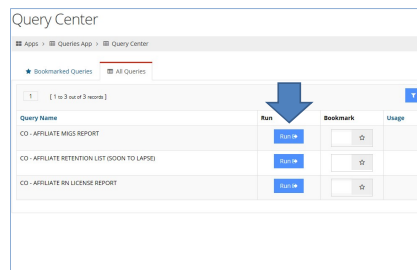 Query Center
Apps > Queries App > Query Center
Bookmarked Queries All Queries
1 [ 1 to 3 out of 3 records ]
Query Name Run Bookmark Usage
CO - AFFILIATE MIGS REPORT Run
CO - AFFILIATE RETENTION LIST (SOON TO LAPSE) Run
CO - AFFILIATE RN LICENSE REPORT Run